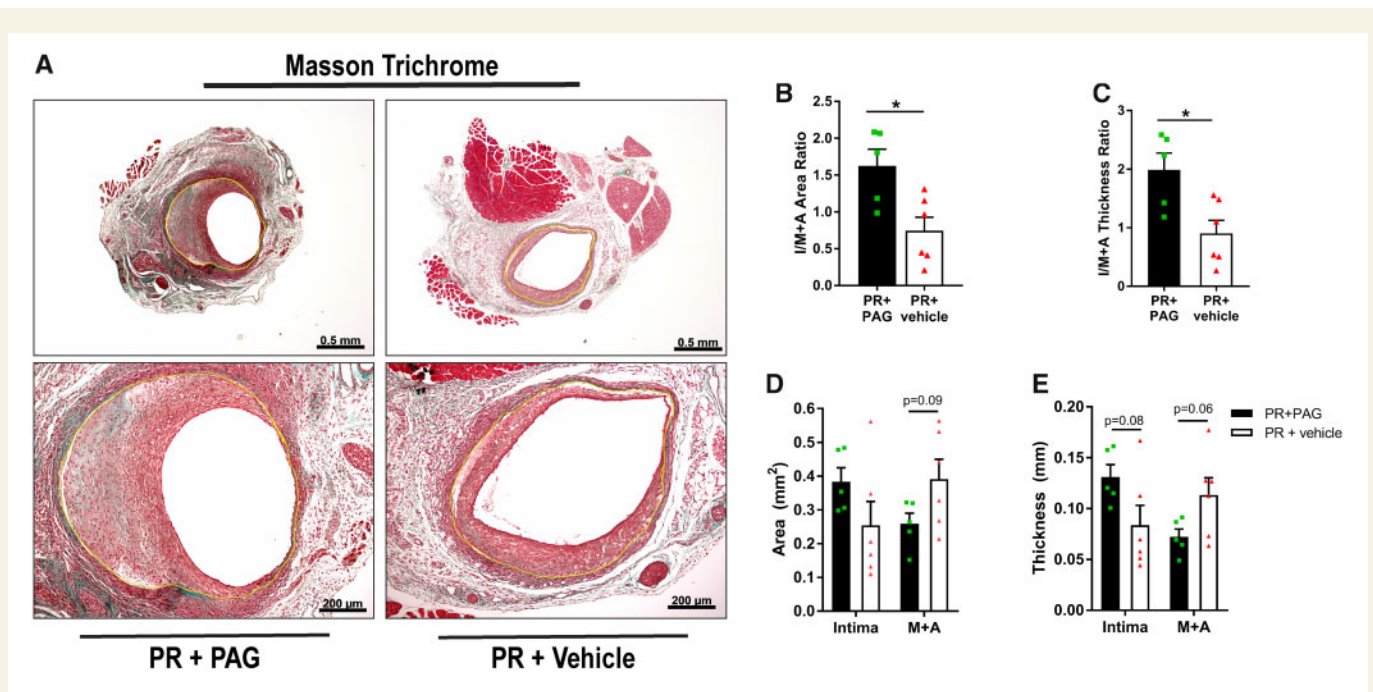 A
Masson Trichrome
0.5 mm
0.5 mm
200 µm
200 µm
PR + PAG
PR + Vehicle
B
I/M+A Area Ratio
2.5
2.0
1.5
1.0
0.5
0.0
*
PR+
PAG
PR+
vehicle
C
I/M+A Thickness Ratio
3
2
1
0
*
PR+
PAG
PR+
vehicle
D
Area (mm²)
0.6
0.5
0.4
0.3
0.2
0.1
0.0
p=0.09
Intima
M+A
E
Thickness (mm)
0.20
0.15
0.10
0.05
0.00
p=0.08
p=0.06
Intima
M+A
PR+PAG
PR + vehicle